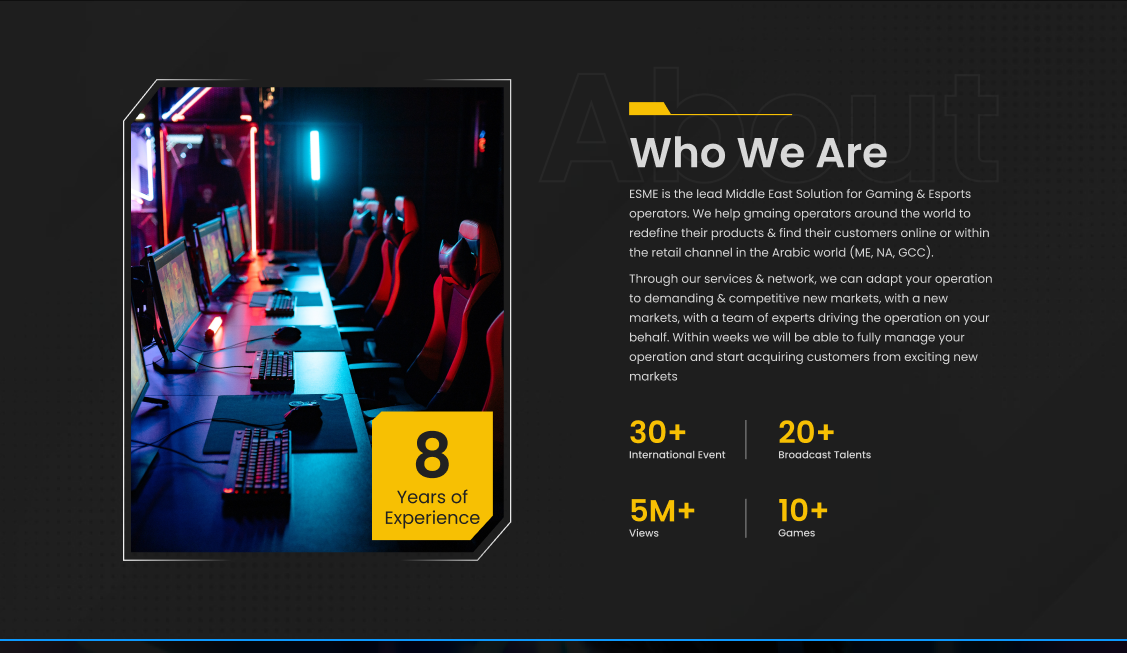 About
Who We Are
ESME is the lead Middle East Solution for Gaming & Esports
operators. We help gmaing operators around the world to
redefine their products & find their customers online or within
the retail channel in the Arabic world (ME, NA, GCC).
Through our services & network, we can adapt your operation
to demanding & competitive new markets, with a new
markets, with a team of experts driving the operation on your
behalf. Within weeks we will be able to fully manage your
operation and start acquiring customers from exciting new
markets
30+
International Event
20+
Broadcast Talents
5M+
Views
10+
Games
8
Years of
Experience